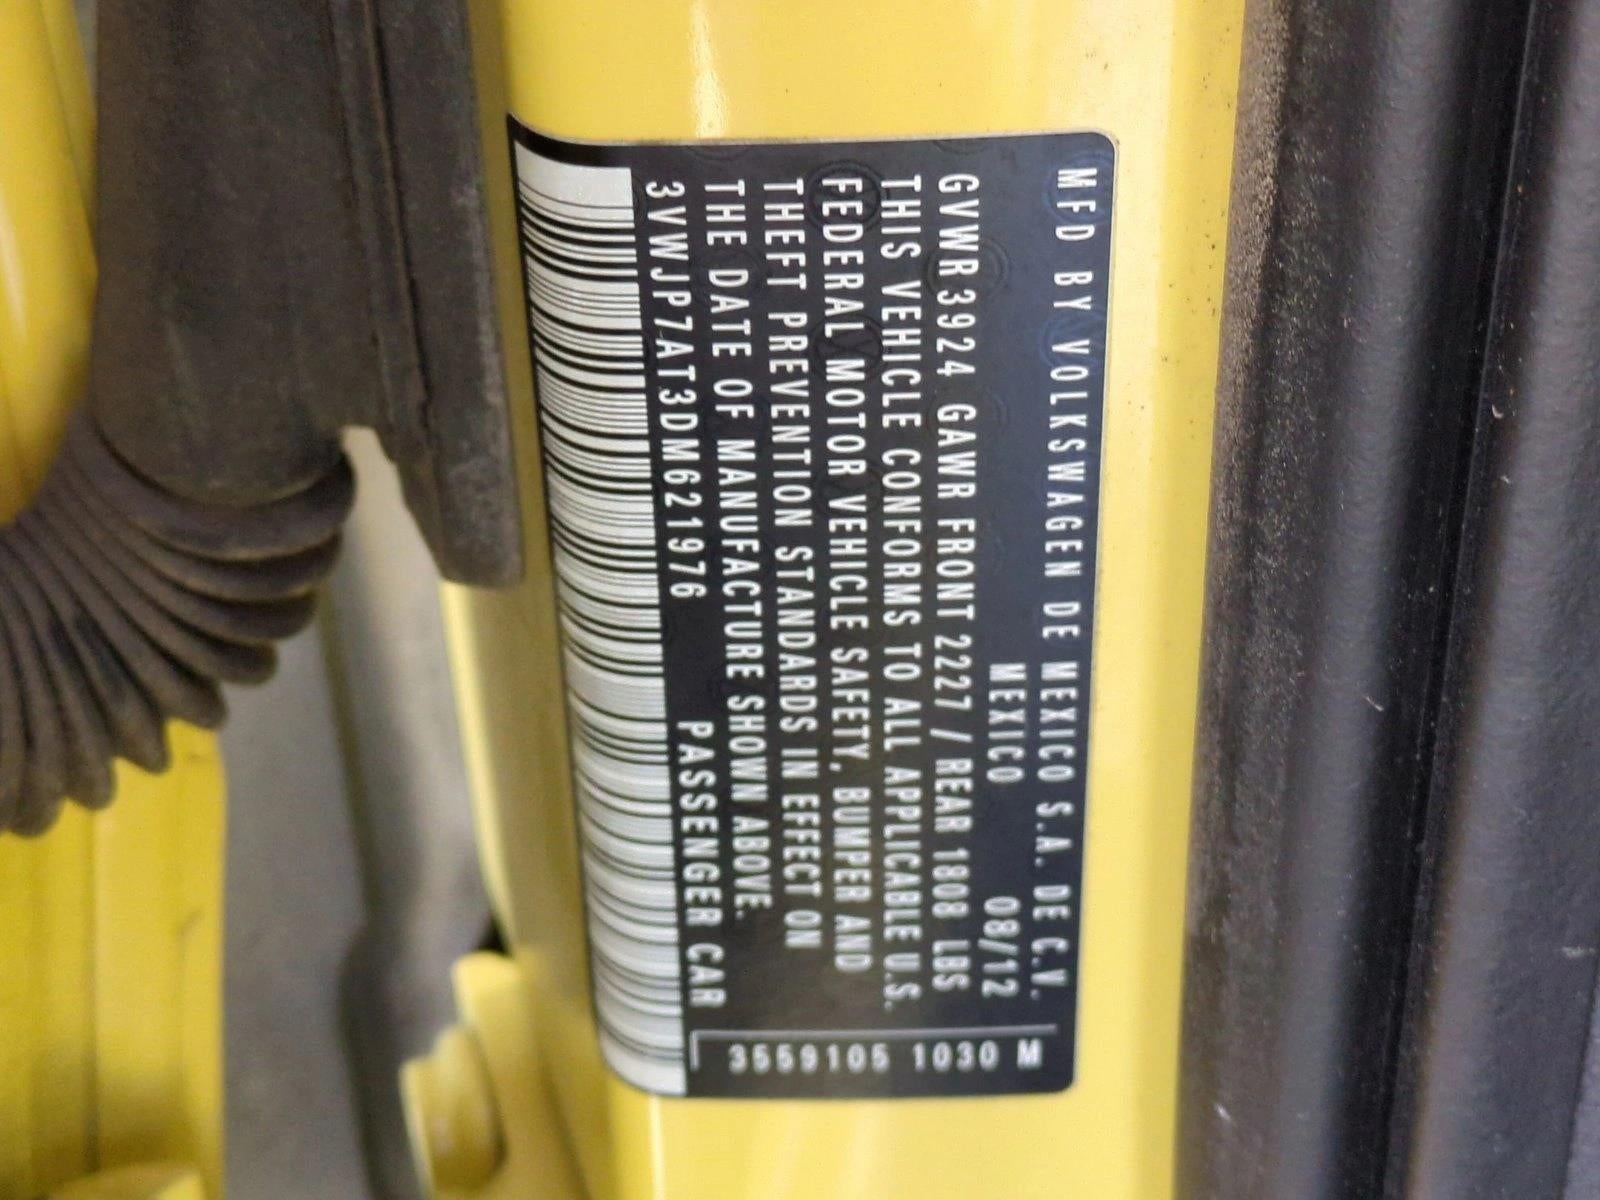 MFD BY VOLKSWAGEN DE MEXICO S.A. DE C.V.
MEXICO 08/12
GVWR 3924 GAWR FRONT 2227 / REAR 1808 LBS
THIS VEHICLE CONFORMS TO ALL APPLICABLE U.S.
FEDERAL MOTOR VEHICLE SAFETY, BUMPER AND
THEFT PREVENTION STANDARDS IN EFFECT ON
THE DATE OF MANUFACTURE SHOWN ABOVE.
3VWJP7AT3DM621976 PASSENGER CAR
3559105 1030 M